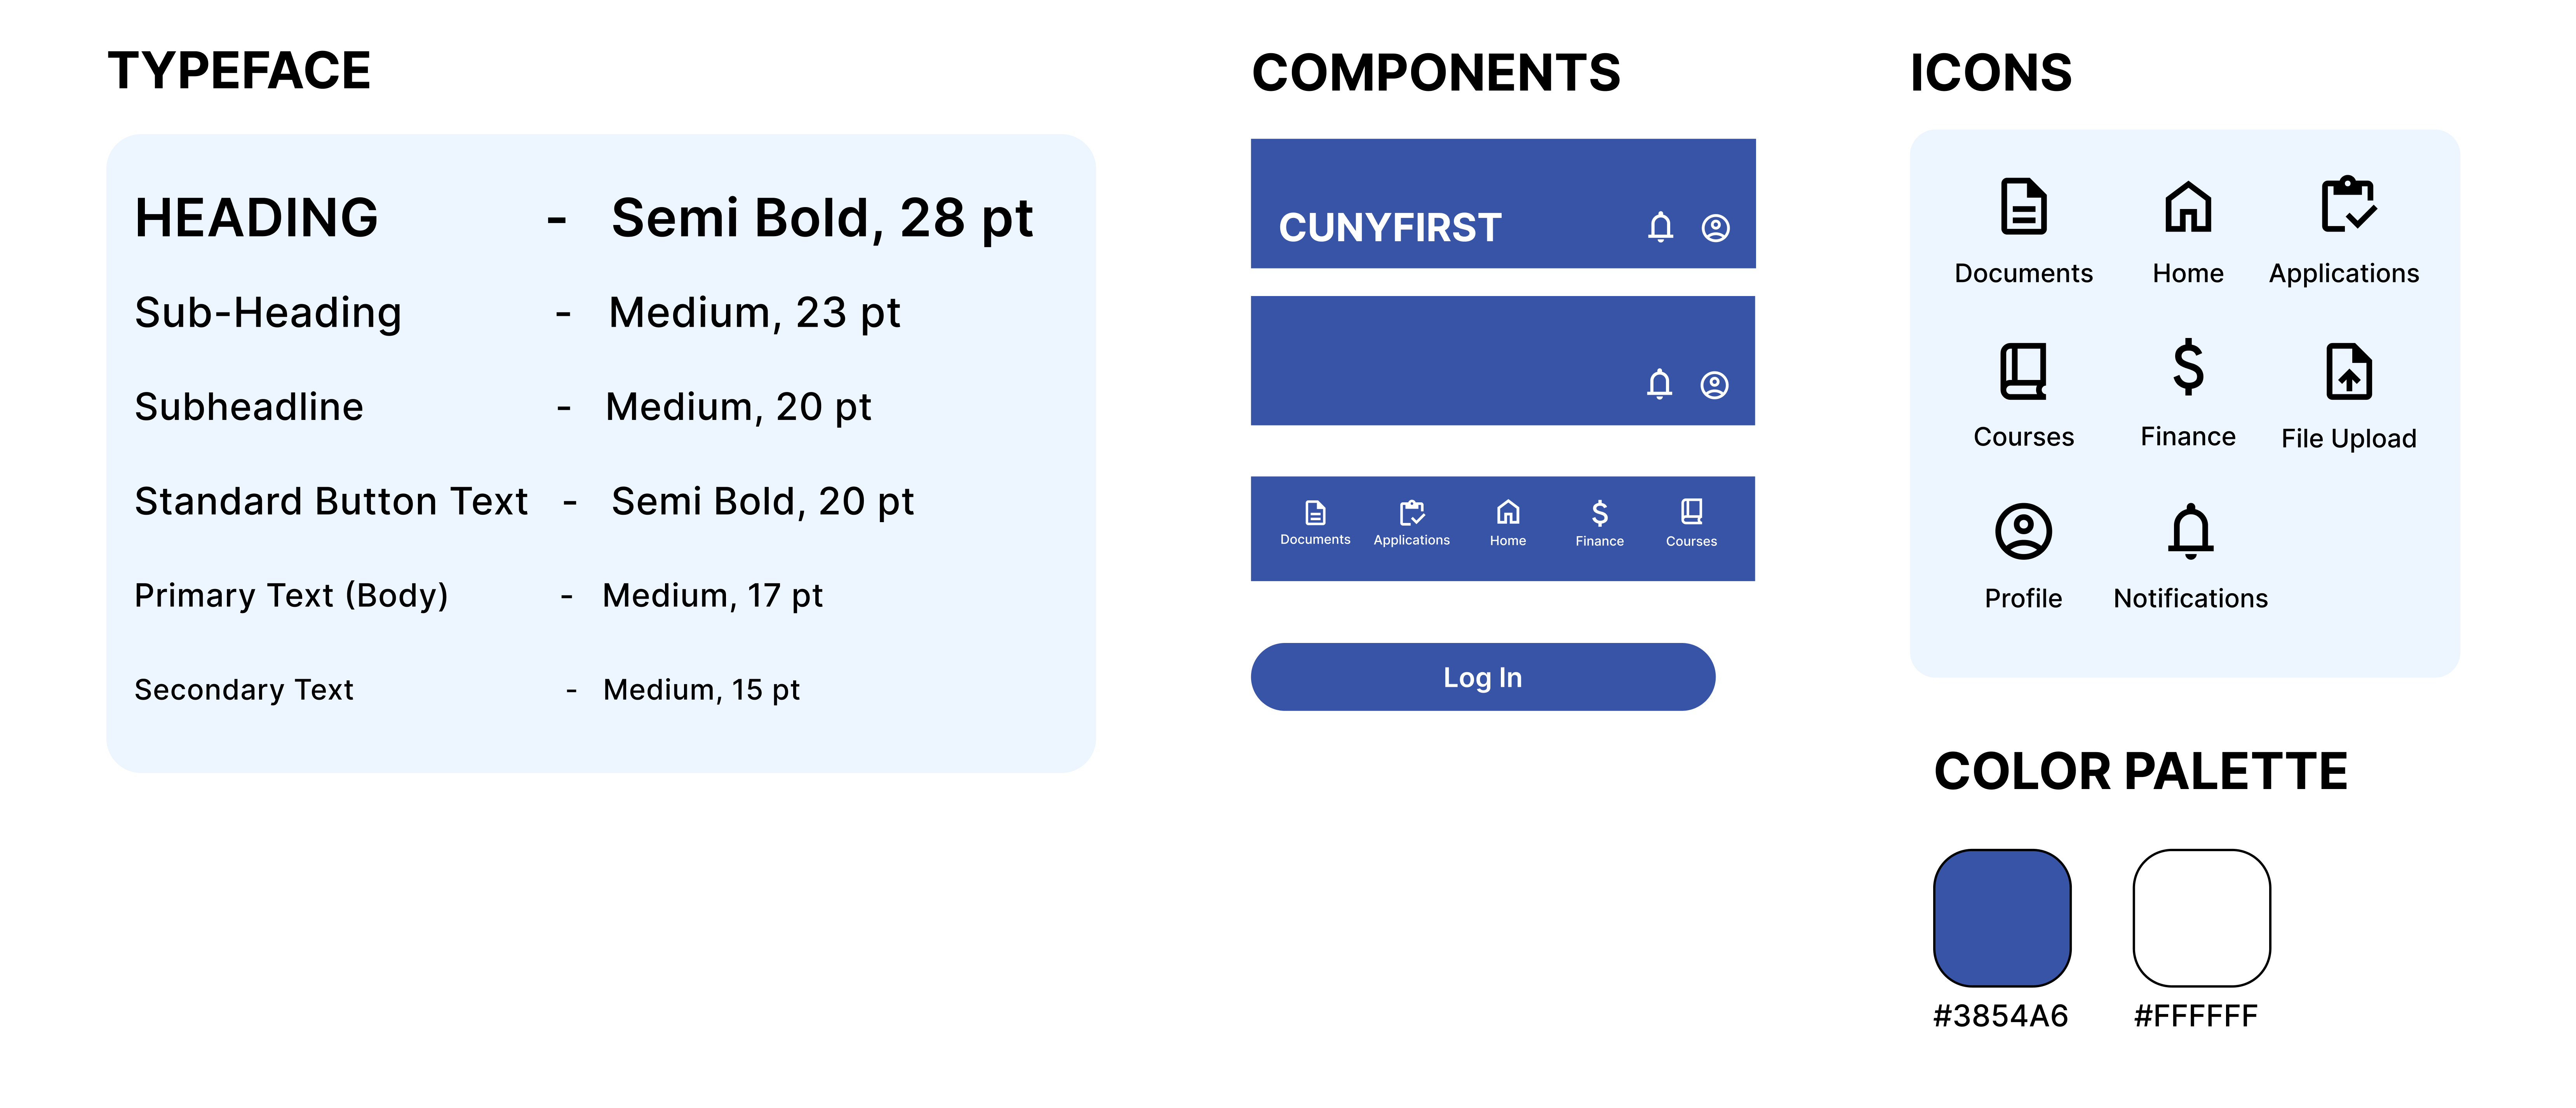 TYPEFACE
HEADING - Semi Bold, 28 pt
Sub-Heading - Medium, 23 pt
Subheadline - Medium, 20 pt
Standard Button Text - Semi Bold, 20 pt
Primary Text (Body) - Medium, 17 pt
Secondary Text - Medium, 15 pt
COMPONENTS
CUNYFIRST
Documents Applications Home Finance Courses
Log In
ICONS
Documents Home Applications
Courses Finance File Upload
Profile Notifications
COLOR PALETTE
#3854A6 #FFFFFF